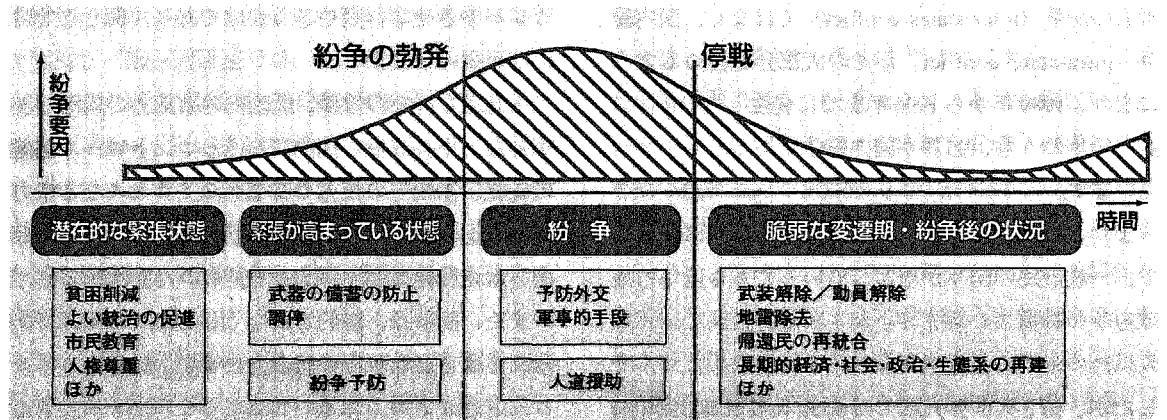 紛争の勃発
停戦
紛争要因
時間
潜在的な緊張状態
緊張が高まっている状態
紛争
脆弱な変遷期・紛争後の状況
貧困削減
よい統治の促進
市民教育
人権尊重
ほか
武器の備蓄の防止
調停
紛争予防
予防外交
軍事的手段
人道援助
武装解除/動員解除
地雷除去
帰還民の再統合
長期的経済・社会・政治・生態系の再建
ほか